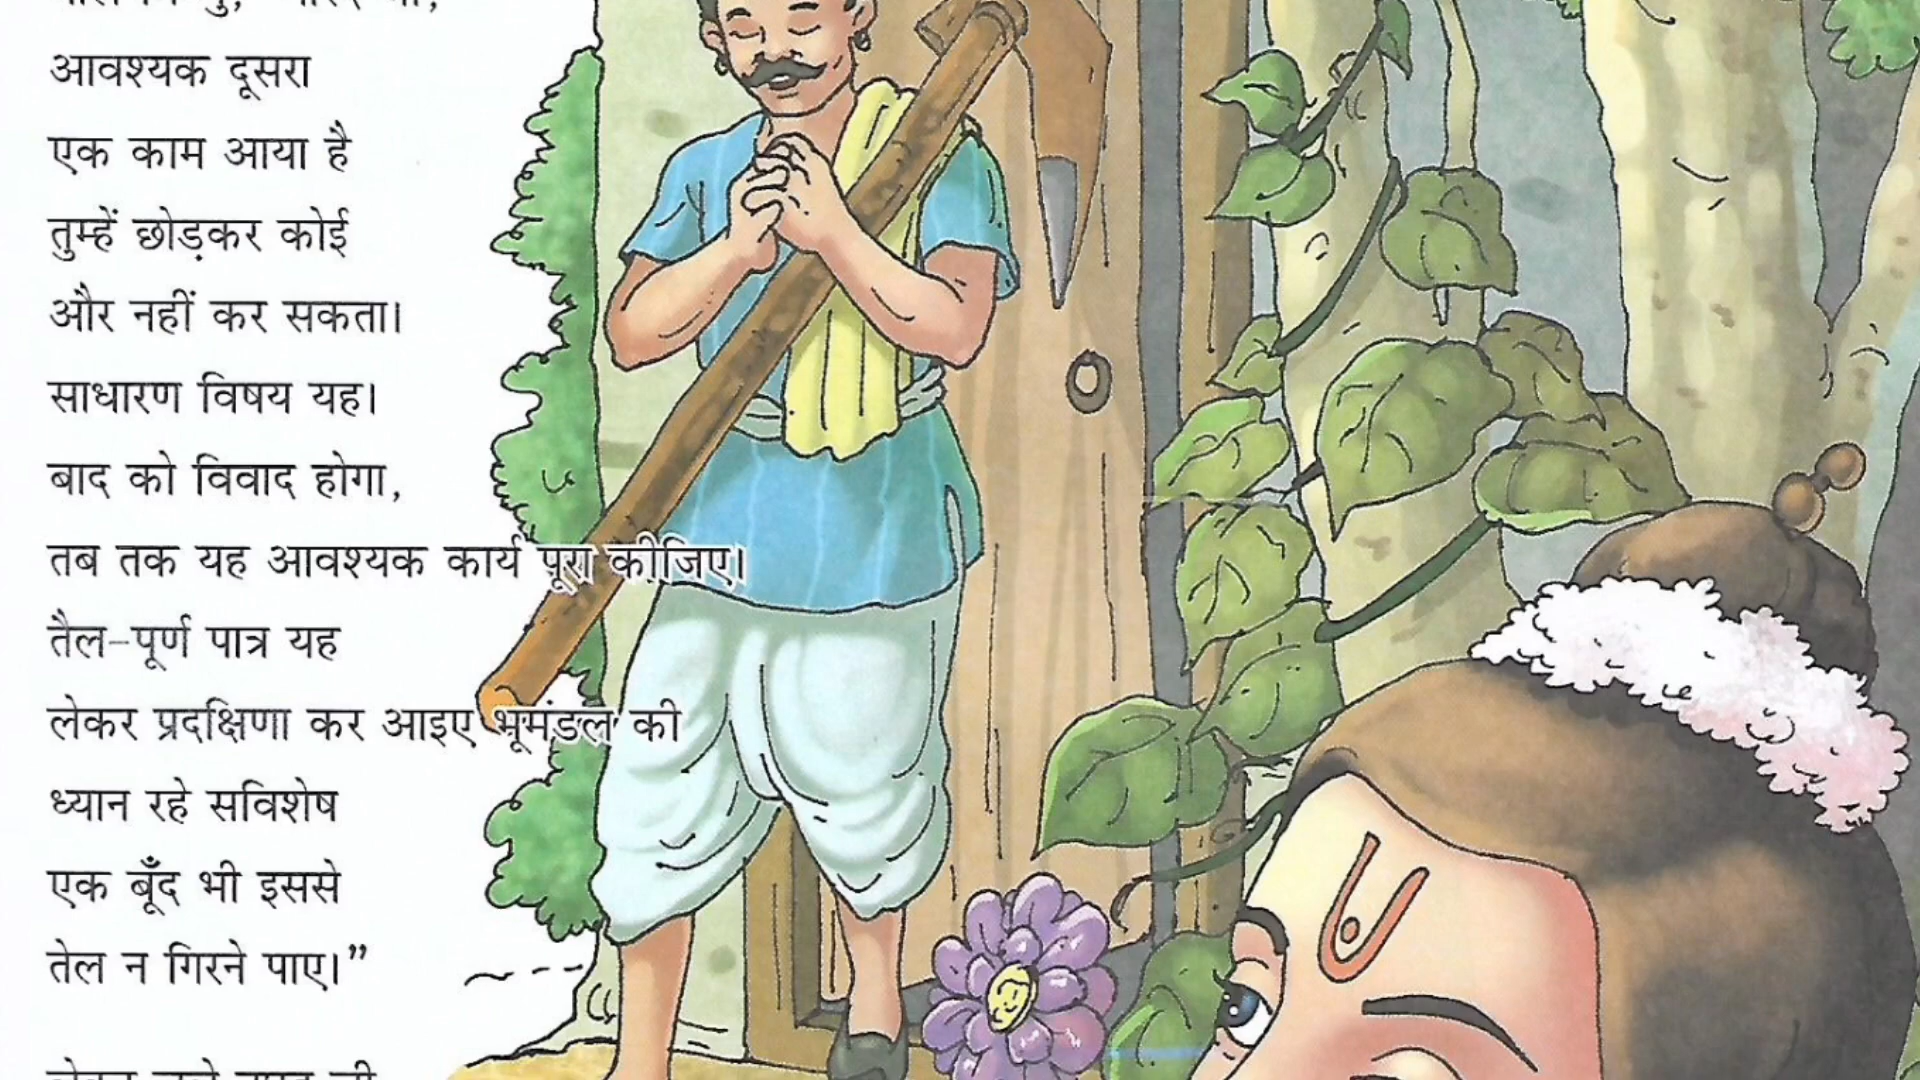 आवश्यक दूसरा
एक काम आया है
तुम्हें छोड़कर कोई
और नहीं कर सकता।
साधारण विषय यह।
बाद को विवाद होगा,
तब तक यह आवश्यक कार्य पूरा कीजिए।
तैल-पूर्ण पात्र यह
लेकर प्रदक्षिणा कर आइए भूमंडल की
ध्यान रहे सविशेष
एक बूँद भी इससे
तेल न गिरने पाए।”